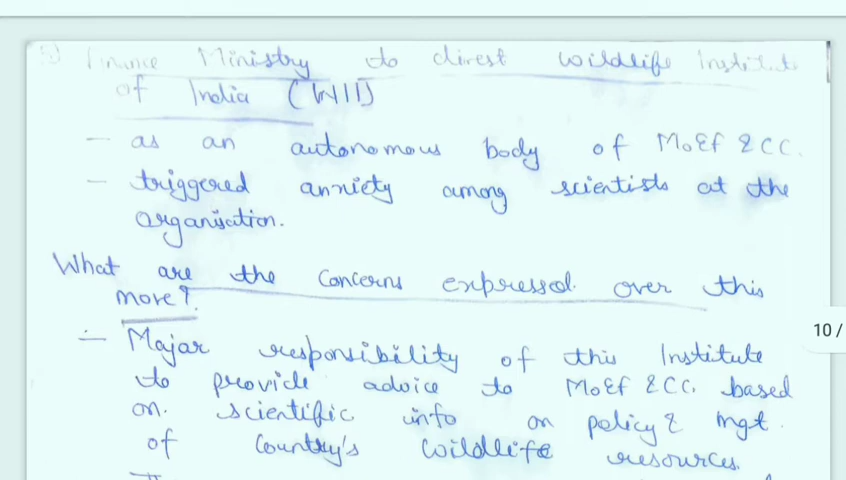 5) Finance Ministry to divest Wildlife Institute
of India (WII)
- as an autonomous body of MoEf &CC.
- triggered anxiety among scientists at the
organisation.
What are the concerns expressed over this
move?
- Major responsibility of this Institute
to provide advice to MoEf &CC. based
on scientific info on policy & mgt.
of Country's Wildlife resources.
10/